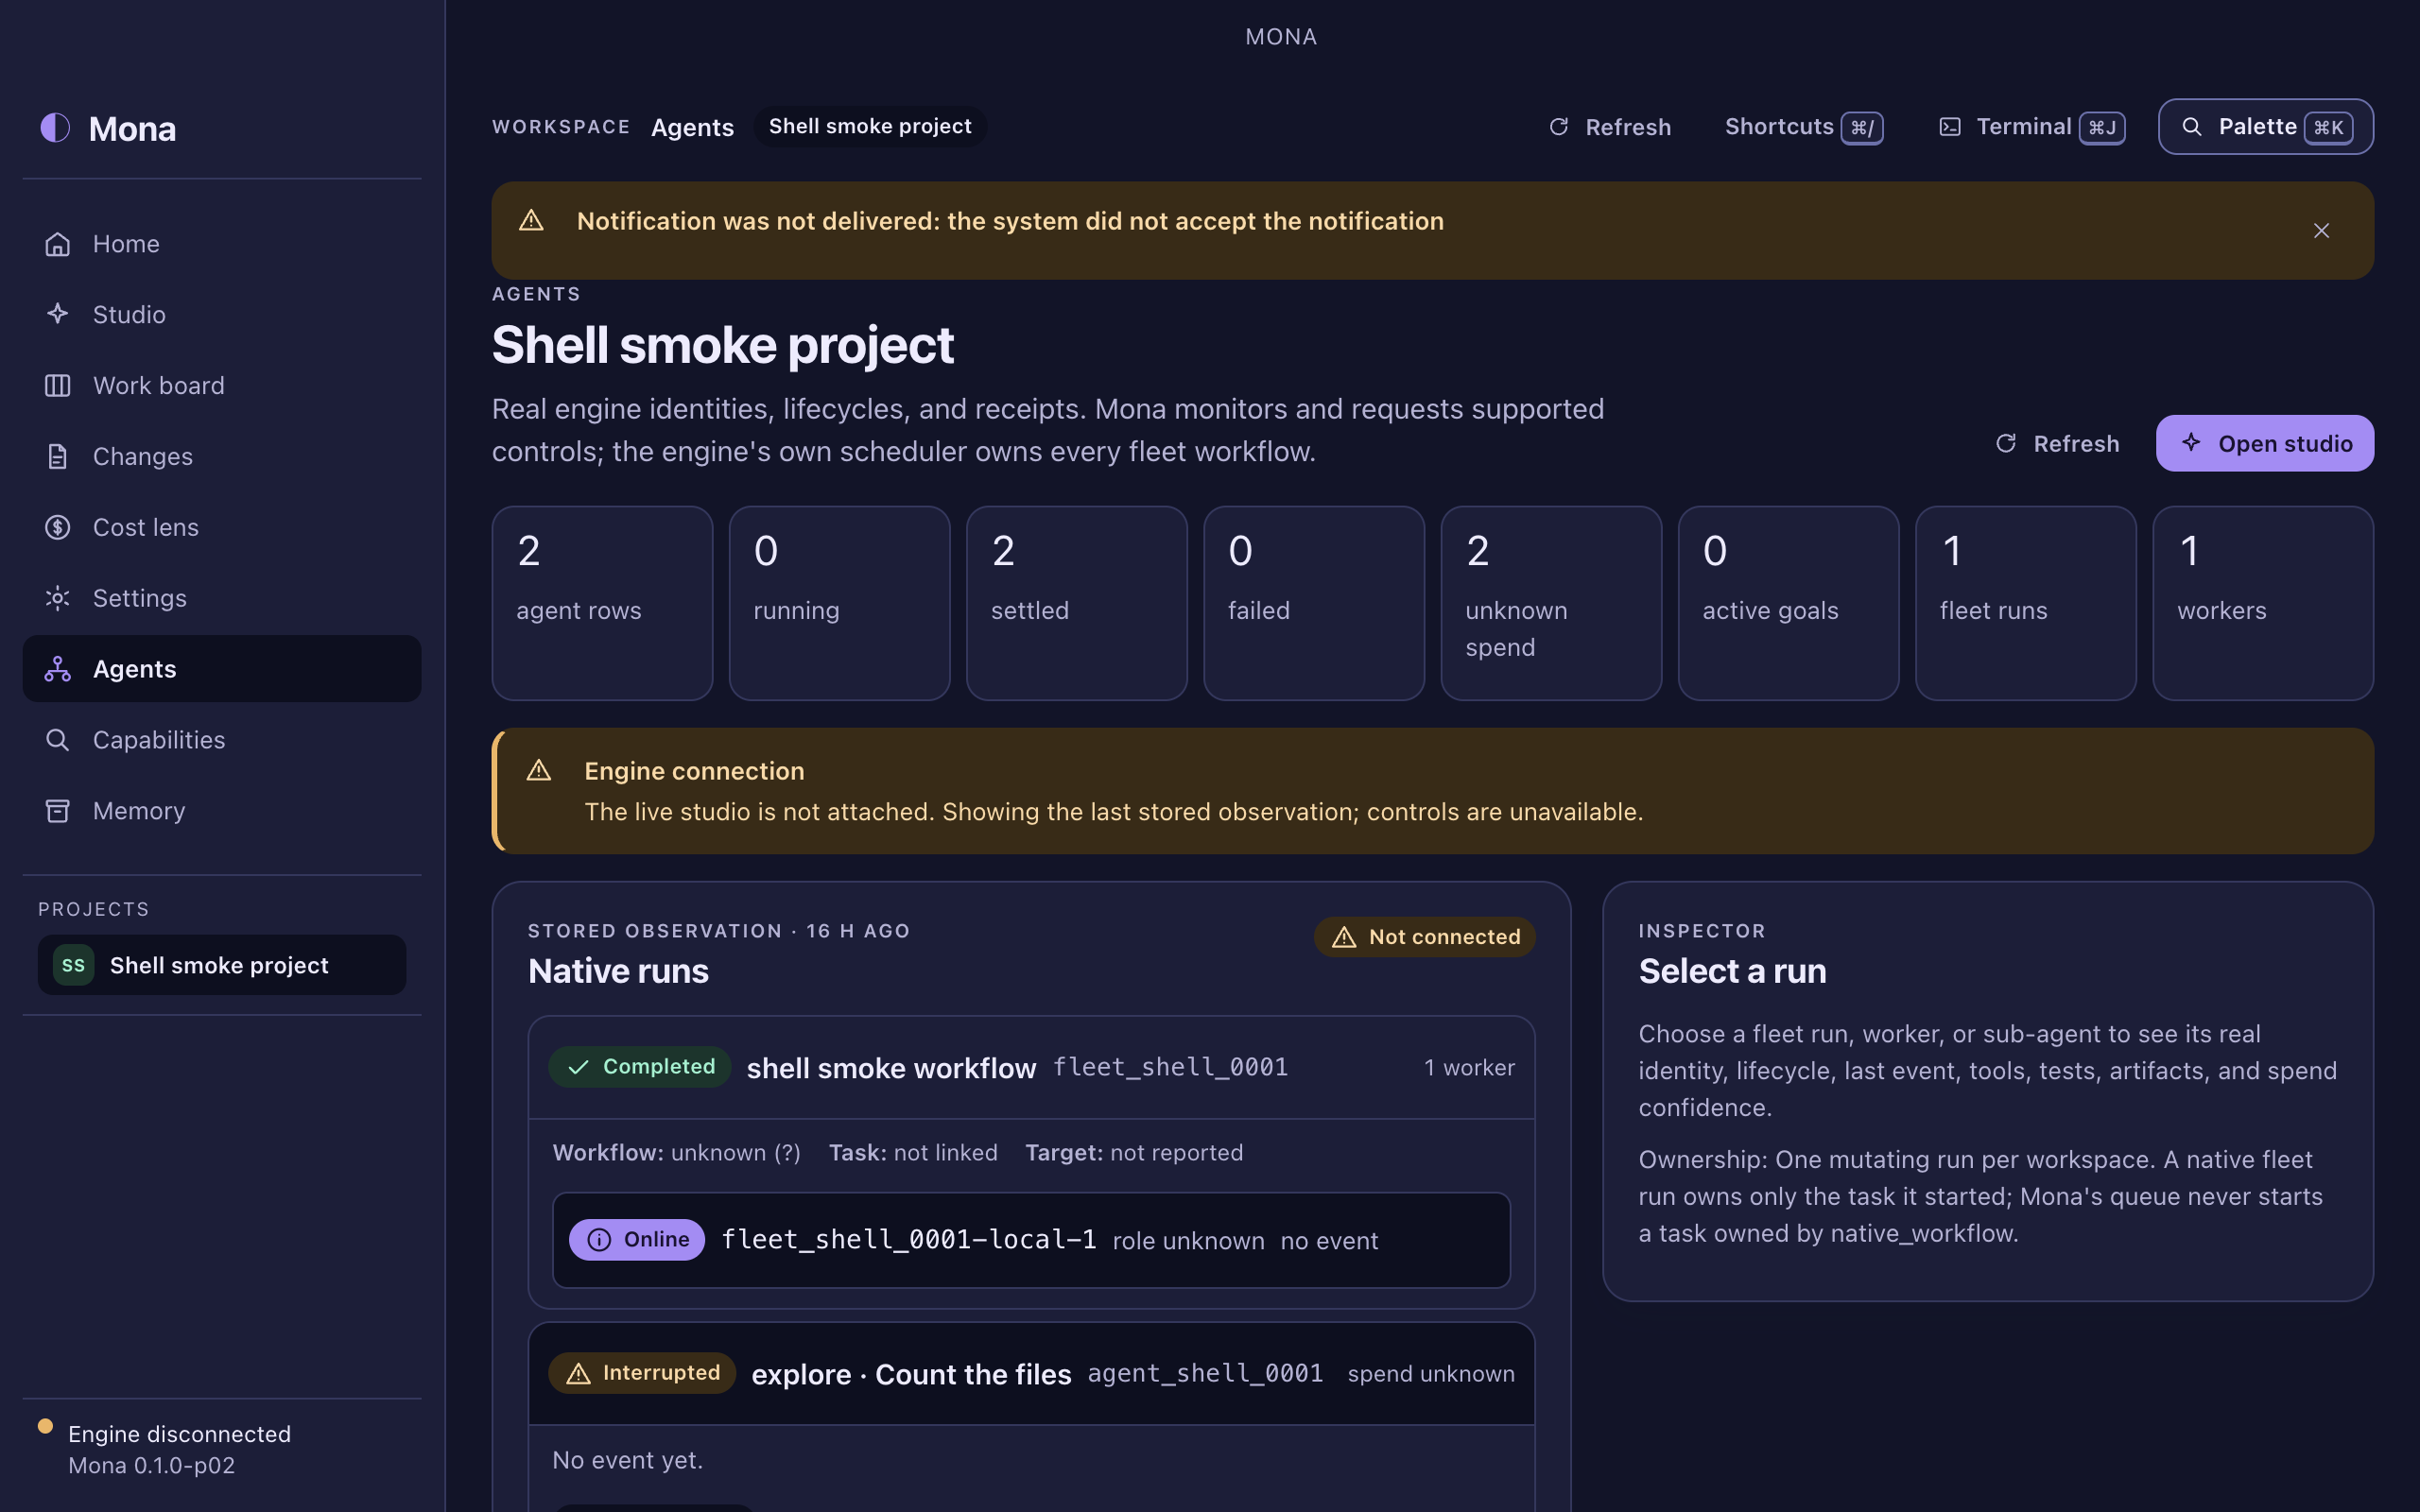 MONA
Mona
Home
Studio
Work board
Changes
Cost lens
Settings
Agents
Capabilities
Memory
PROJECTS
SS Shell smoke project
Engine disconnected
Mona 0.1.0-p02
WORKSPACE Agents Shell smoke project
Refresh Shortcuts ⌘/ Terminal ⌘J Palette ⌘K
Notification was not delivered: the system did not accept the notification
AGENTS
Shell smoke project
Real engine identities, lifecycles, and receipts. Mona monitors and requests supported
controls; the engine's own scheduler owns every fleet workflow.
Refresh Open studio
2
agent rows
0
running
2
settled
0
failed
2
unknown
spend
0
active goals
1
fleet runs
1
workers
Engine connection
The live studio is not attached. Showing the last stored observation; controls are unavailable.
STORED OBSERVATION · 16 H AGO
Native runs
Not connected
Completed shell smoke workflow fleet_shell_0001 1 worker
Workflow: unknown (?) Task: not linked Target: not reported
Online fleet_shell_0001-local-1 role unknown no event
Interrupted explore · Count the files agent_shell_0001 spend unknown
No event yet.
INSPECTOR
Select a run
Choose a fleet run, worker, or sub-agent to see its real
identity, lifecycle, last event, tools, tests, artifacts, and spend
confidence.
Ownership: One mutating run per workspace. A native fleet
run owns only the task it started; Mona's queue never starts
a task owned by native_workflow.